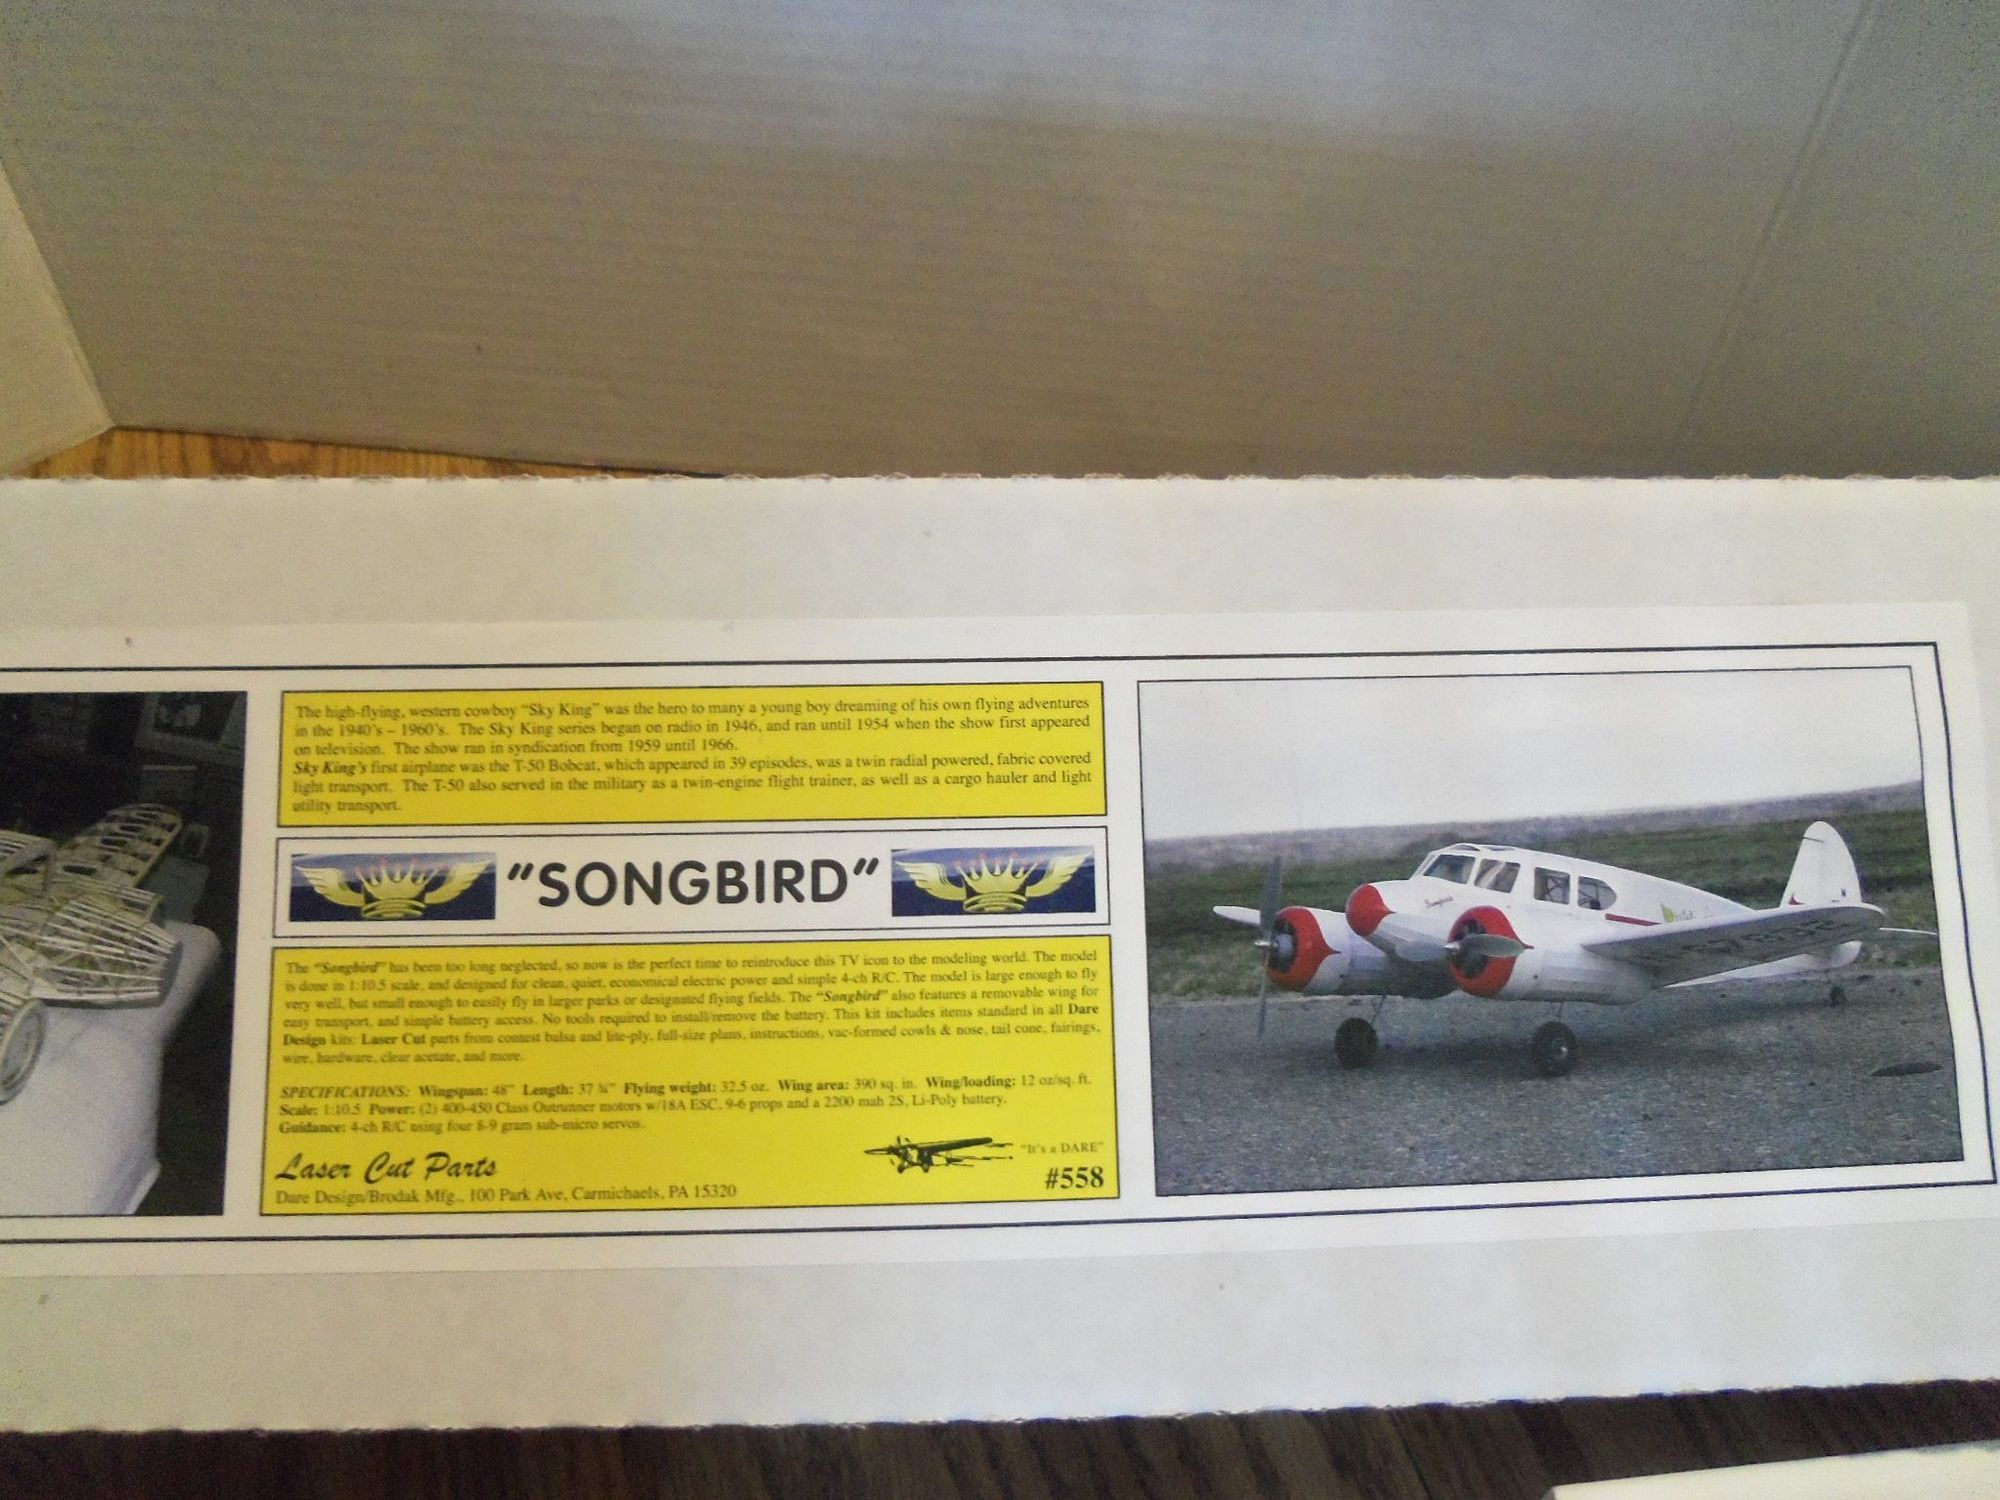 The high-flying, western cowboy “Sky King” was the hero to many a young boy dreaming of his own flying adventures
in the 1940's – 1960's. The Sky King series began on radio in 1946, and ran until 1954 when the show first appeared
on television. The show ran in syndication from 1959 until 1966.
Sky King's first airplane was the T-50 Bobcat, which appeared in 39 episodes, was a twin radial powered, fabric covered
light transport. The T-50 also served in the military as a twin-engine flight trainer, as well as a cargo hauler and light
utility transport.
"SONGBIRD"
The “Songbird” has been too long neglected, so now is the perfect time to reintroduce this TV icon to the modeling world. The model
is done in 1:10.5 scale, and designed for clean, quiet, economical electric power and simple 4-ch R/C. The model is large enough to fly
very well, but small enough to easily fly in larger parks or designated flying fields. The “Songbird” also features a removable wing for
easy transport, and simple battery access. No tools required to install/remove the battery. This kit includes items standard in all Dare
Design kits: Laser Cut parts from contest balsa and lite-ply, full-size plans, instructions, vac-formed cowls & nose, tail cone, fairings,
wire, hardware, clear acetate, and more.
SPECIFICATIONS: Wingspan: 48" Length: 37 ¾" Flying weight: 32.5 oz. Wing area: 390 sq. in. Wing/loading: 12 oz/sq. ft.
Scale: 1:10.5 Power: (2) 400-450 Class Outrunner motors w/18A ESC, 9-6 props and a 2200 mah 2S, Li-Poly battery.
Guidance: 4-ch R/C using four 8-9 gram sub-micro servos.
"It's a DARE"
Laser Cut Parts
#558
Dare Design/Brodak Mfg., 100 Park Ave, Carmichaels, PA 15320